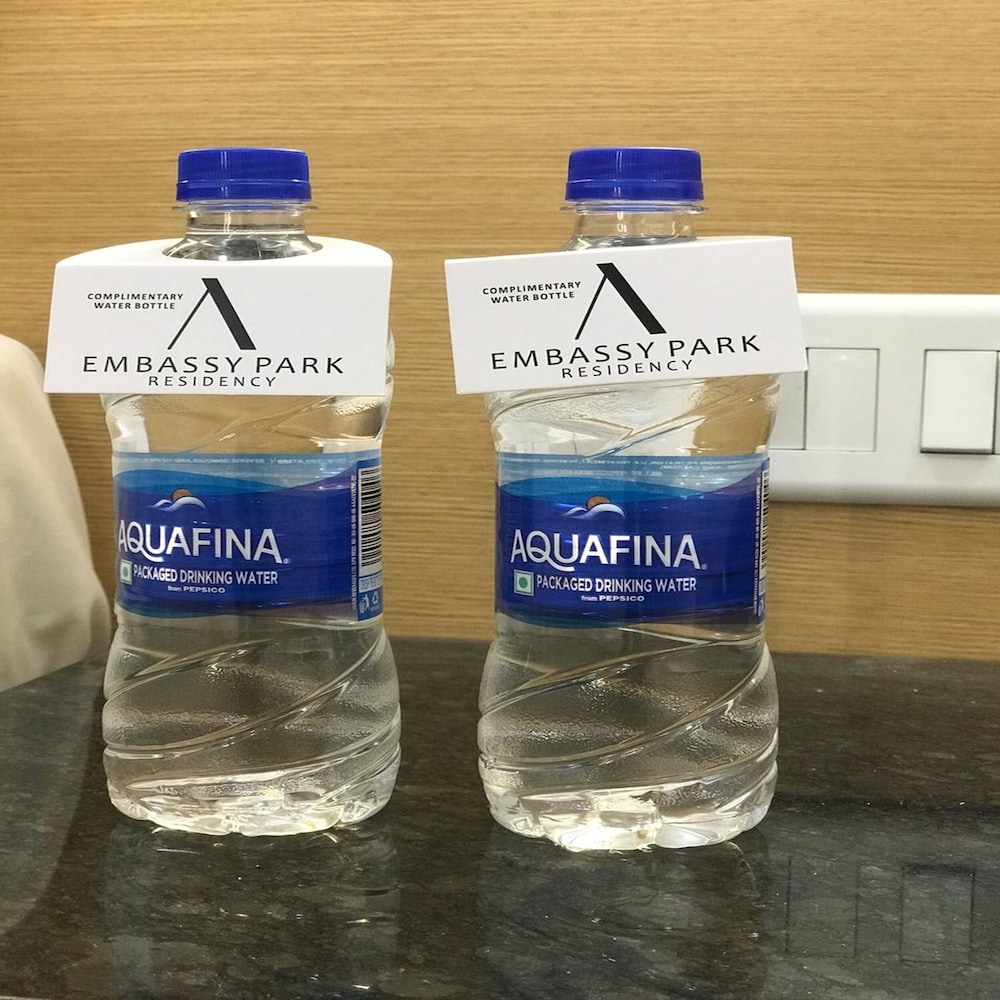 COMPLIMENTARY
WATER BOTTLE
EMBASSY PARK
RESIDENCY
AQUAFINA
PACKAGED DRINKING WATER
from PEPSICO
COMPLIMENTARY
WATER BOTTLE
EMBASSY PARK
RESIDENCY
AQUAFINA
PACKAGED DRINKING WATER
from PEPSICO